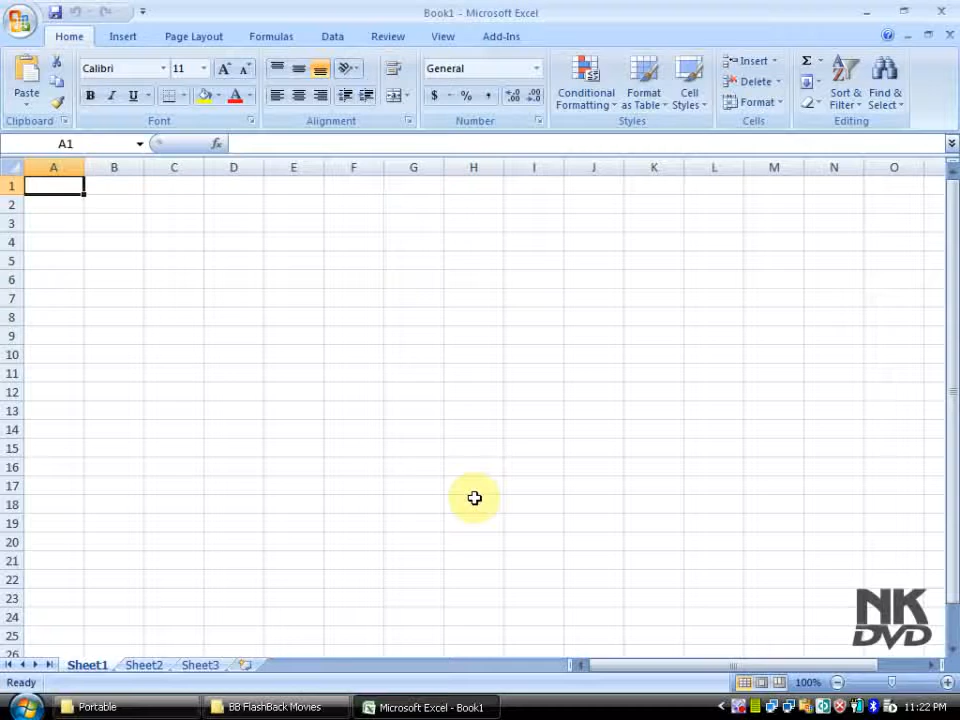 Book1 - Microsoft Excel
Home Insert Page Layout Formulas Data Review View Add-Ins
Paste
Calibri 11
B I U A
General
$ % ,
Conditional Formatting
Format as Table
Cell Styles
Insert
Delete
Format
Σ
Sort & Filter
Find & Select
Clipboard Font Alignment Number Styles Cells Editing
A1 fx
A B C D E F G H I J K L M N O
1
2
3
4
5
6
7
8
9
10
11
12
13
14
15
16
17
18
19
20
21
22
23
24
25
26
NK
DVD
Sheet1 Sheet2 Sheet3
Ready 100%
Portable BB FlashBack Movies Microsoft Excel - Book1 11:22 PM